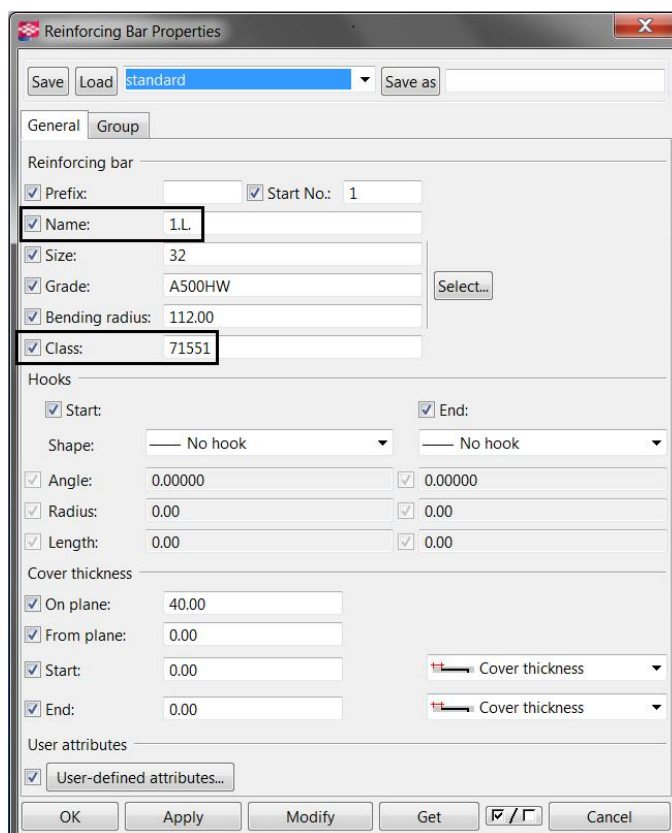 Reinforcing Bar Properties
Save Load standard Save as
General Group
Reinforcing bar
Prefix: Start No.: 1
Name: 1.L.
Size: 32
Grade: A500HW Select...
Bending radius: 112.00
Class: 71551
Hooks
Start: End:
Shape: No hook No hook
Angle: 0.00000 0.00000
Radius: 0.00 0.00
Length: 0.00 0.00
Cover thickness
On plane: 40.00
From plane: 0.00
Start: 0.00 Cover thickness
End: 0.00 Cover thickness
User attributes
User-defined attributes...
OK Apply Modify Get / Cancel